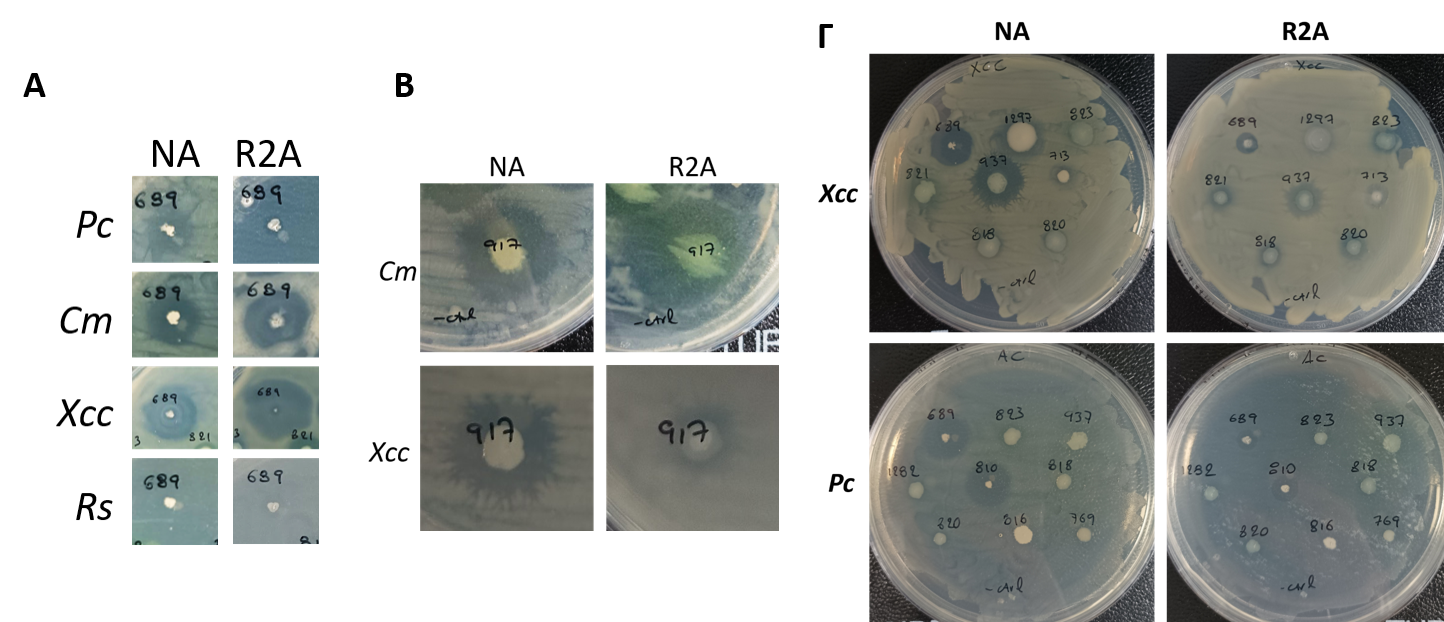 A
NA R2A
Pc
689
689
Cm
689
689
Xcc
689
3 821
689
3 821
Rs
689
689
B
NA R2A
Cm
917
-ctrl
917
-ctrl
Xcc
917
917
Γ
NA R2A
Xcc
XCC
689 1297 823
937 713
821
818 820
-ctrl
Xcc
689 1297 823
821 937 713
818 820
-ctrl
Pc
AC
689 823 937
1282 810 818
820 816 769
-ctrl
AC
689 823 937
1282 810 818
820 816 769
-ctrl